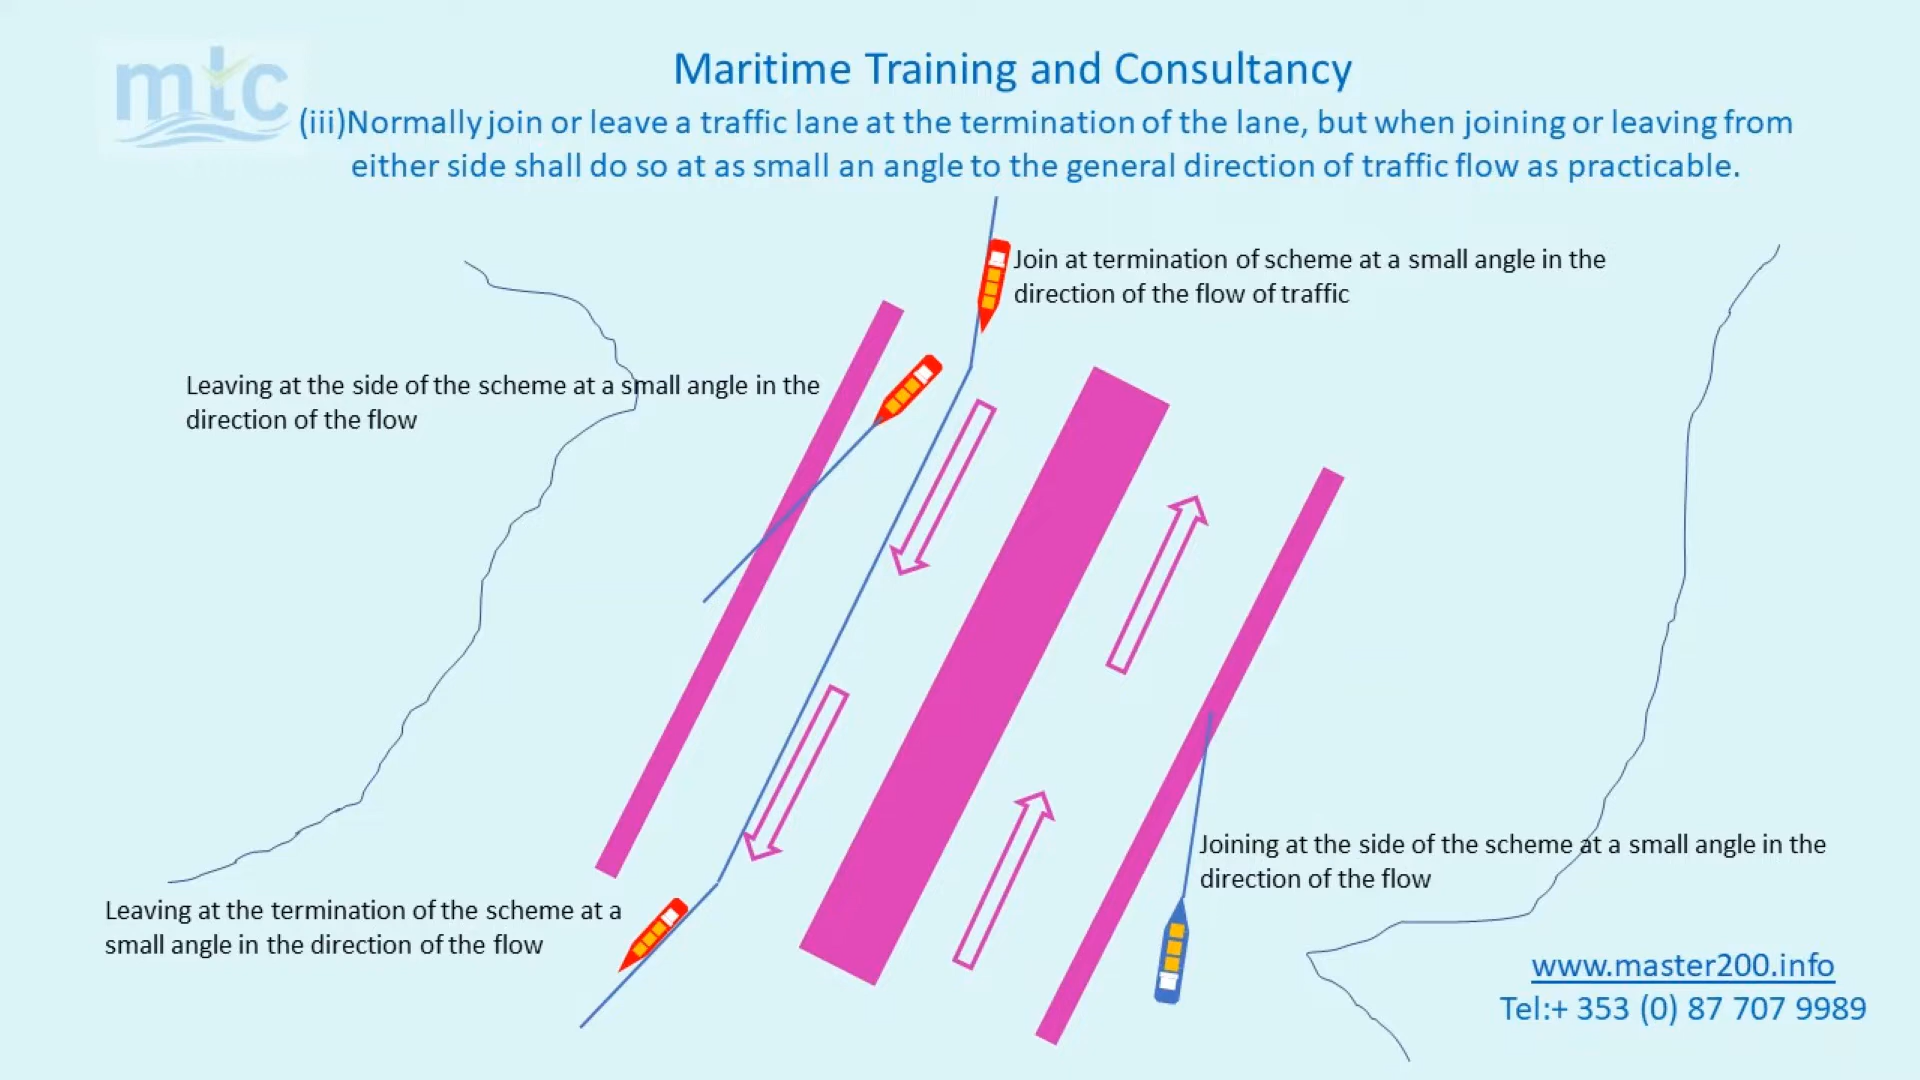 mtc
Maritime Training and Consultancy
(iii)Normally join or leave a traffic lane at the termination of the lane, but when joining or leaving from
either side shall do so at as small an angle to the general direction of traffic flow as practicable.
Join at termination of scheme at a small angle in the
direction of the flow of traffic
Leaving at the side of the scheme at a small angle in the
direction of the flow
Joining at the side of the scheme at a small angle in the
direction of the flow
Leaving at the termination of the scheme at a
small angle in the direction of the flow
www.master200.info
Tel:+ 353 (0) 87 707 9989